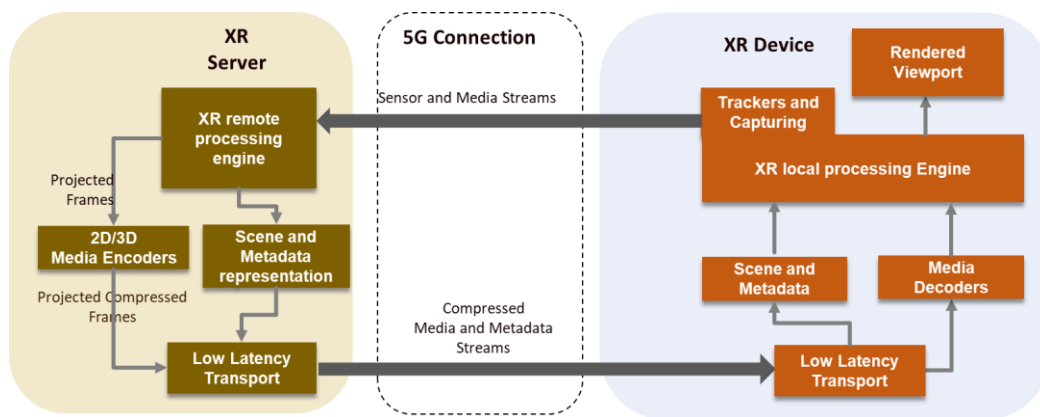 XR
Server
5G Connection
XR Device
Rendered
Viewport
Sensor and Media Streams
Trackers and
Capturing
XR remote
processing
engine
XR local processing Engine
Projected
Frames
2D/3D
Media Encoders
Scene and
Metadata
representation
Scene and
Metadata
Media
Decoders
Projected Compressed
Frames
Compressed
Media and Metadata
Streams
Low Latency
Transport
Low Latency
Transport